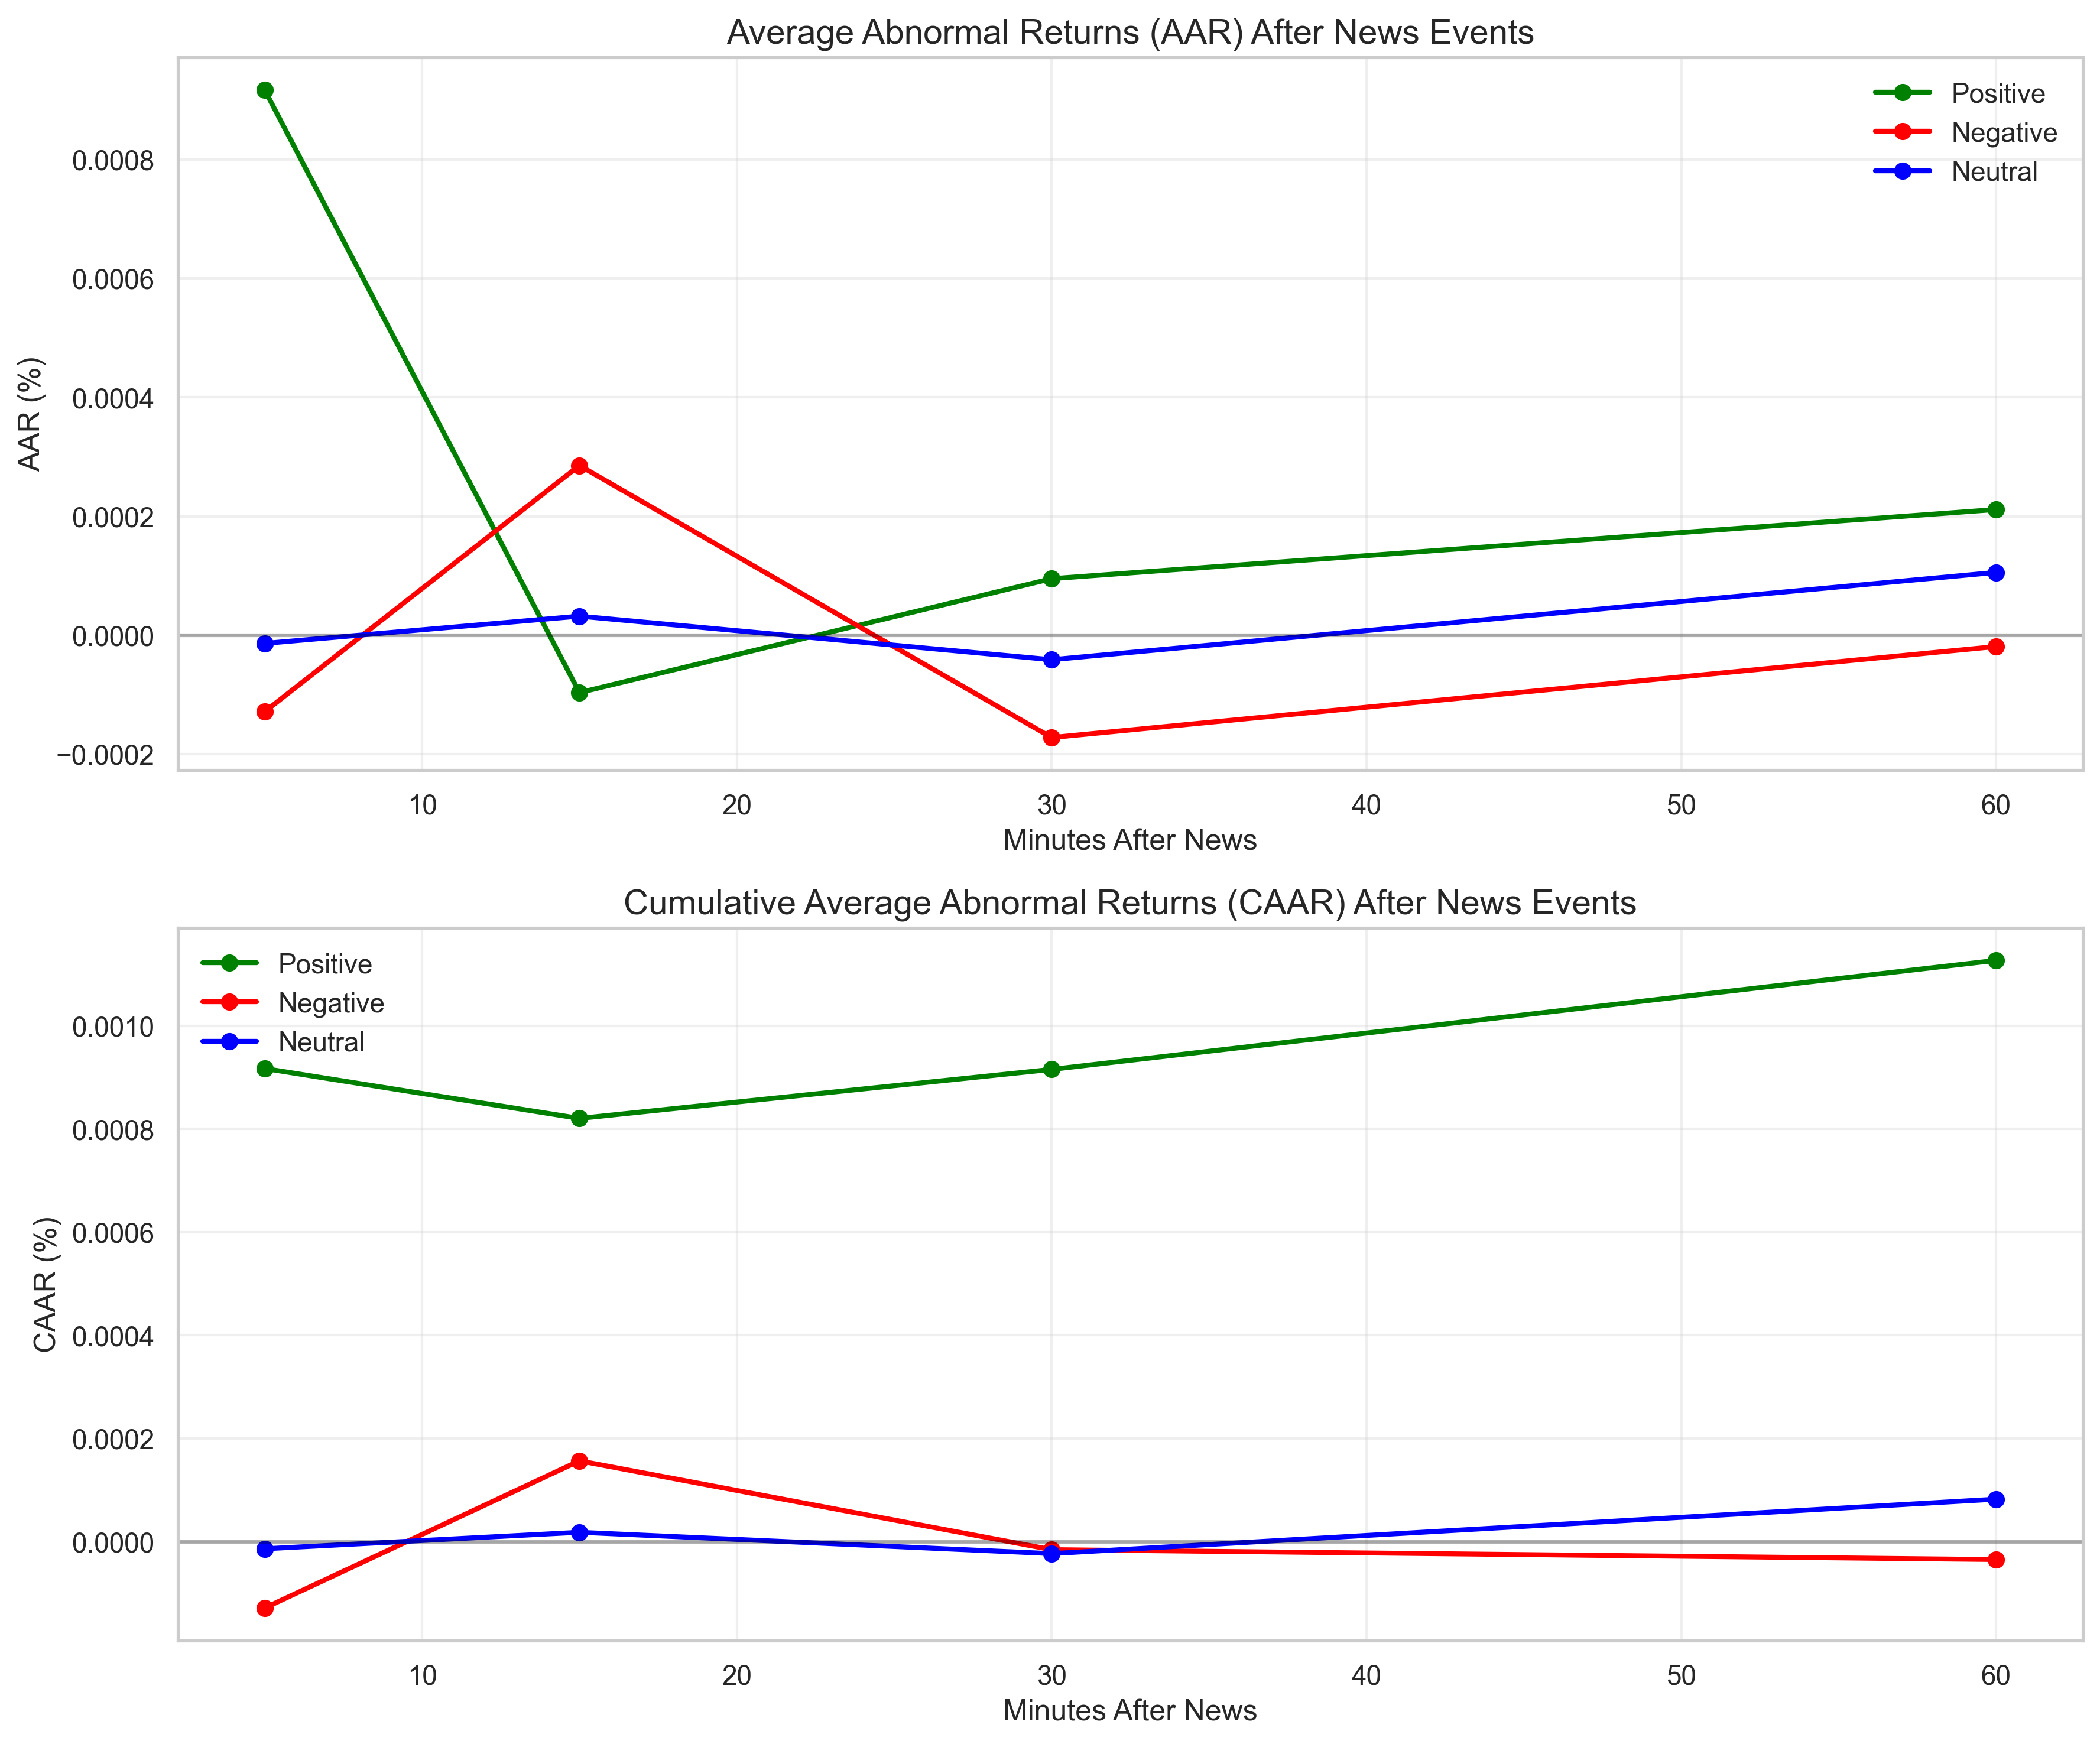 Average Abnormal Returns (AAR) After News Events
Positive
Negative
Neutral
0.0008
0.0006
0.0004
0.0002
0.0000
−0.0002
AAR (%)
10 20 30 40 50 60
Minutes After News
Cumulative Average Abnormal Returns (CAAR) After News Events
Positive
Negative
Neutral
0.0010
0.0008
0.0006
0.0004
0.0002
0.0000
CAAR (%)
10 20 30 40 50 60
Minutes After News